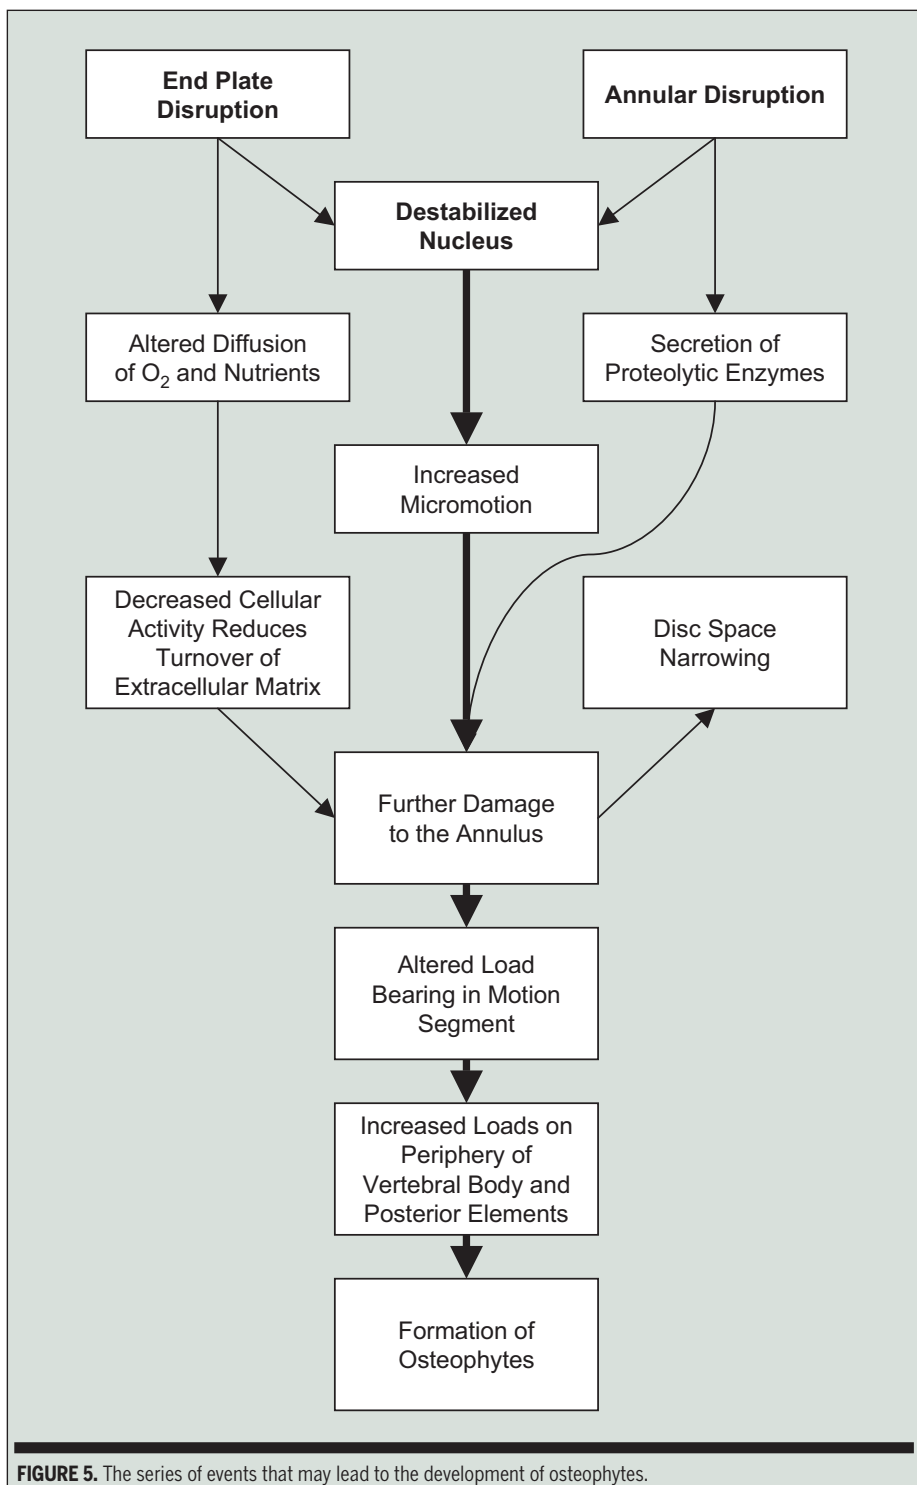 End Plate
Disruption
Annular Disruption
Destabilized
Nucleus
Altered Diffusion
of O₂ and Nutrients
Secretion of
Proteolytic Enzymes
Increased
Micromotion
Decreased Cellular
Activity Reduces
Turnover of
Extracellular Matrix
Disc Space
Narrowing
Further Damage
to the Annulus
Altered Load
Bearing in Motion
Segment
Increased Loads on
Periphery of
Vertebral Body and
Posterior Elements
Formation of
Osteophytes
FIGURE 5. The series of events that may lead to the development of osteophytes.